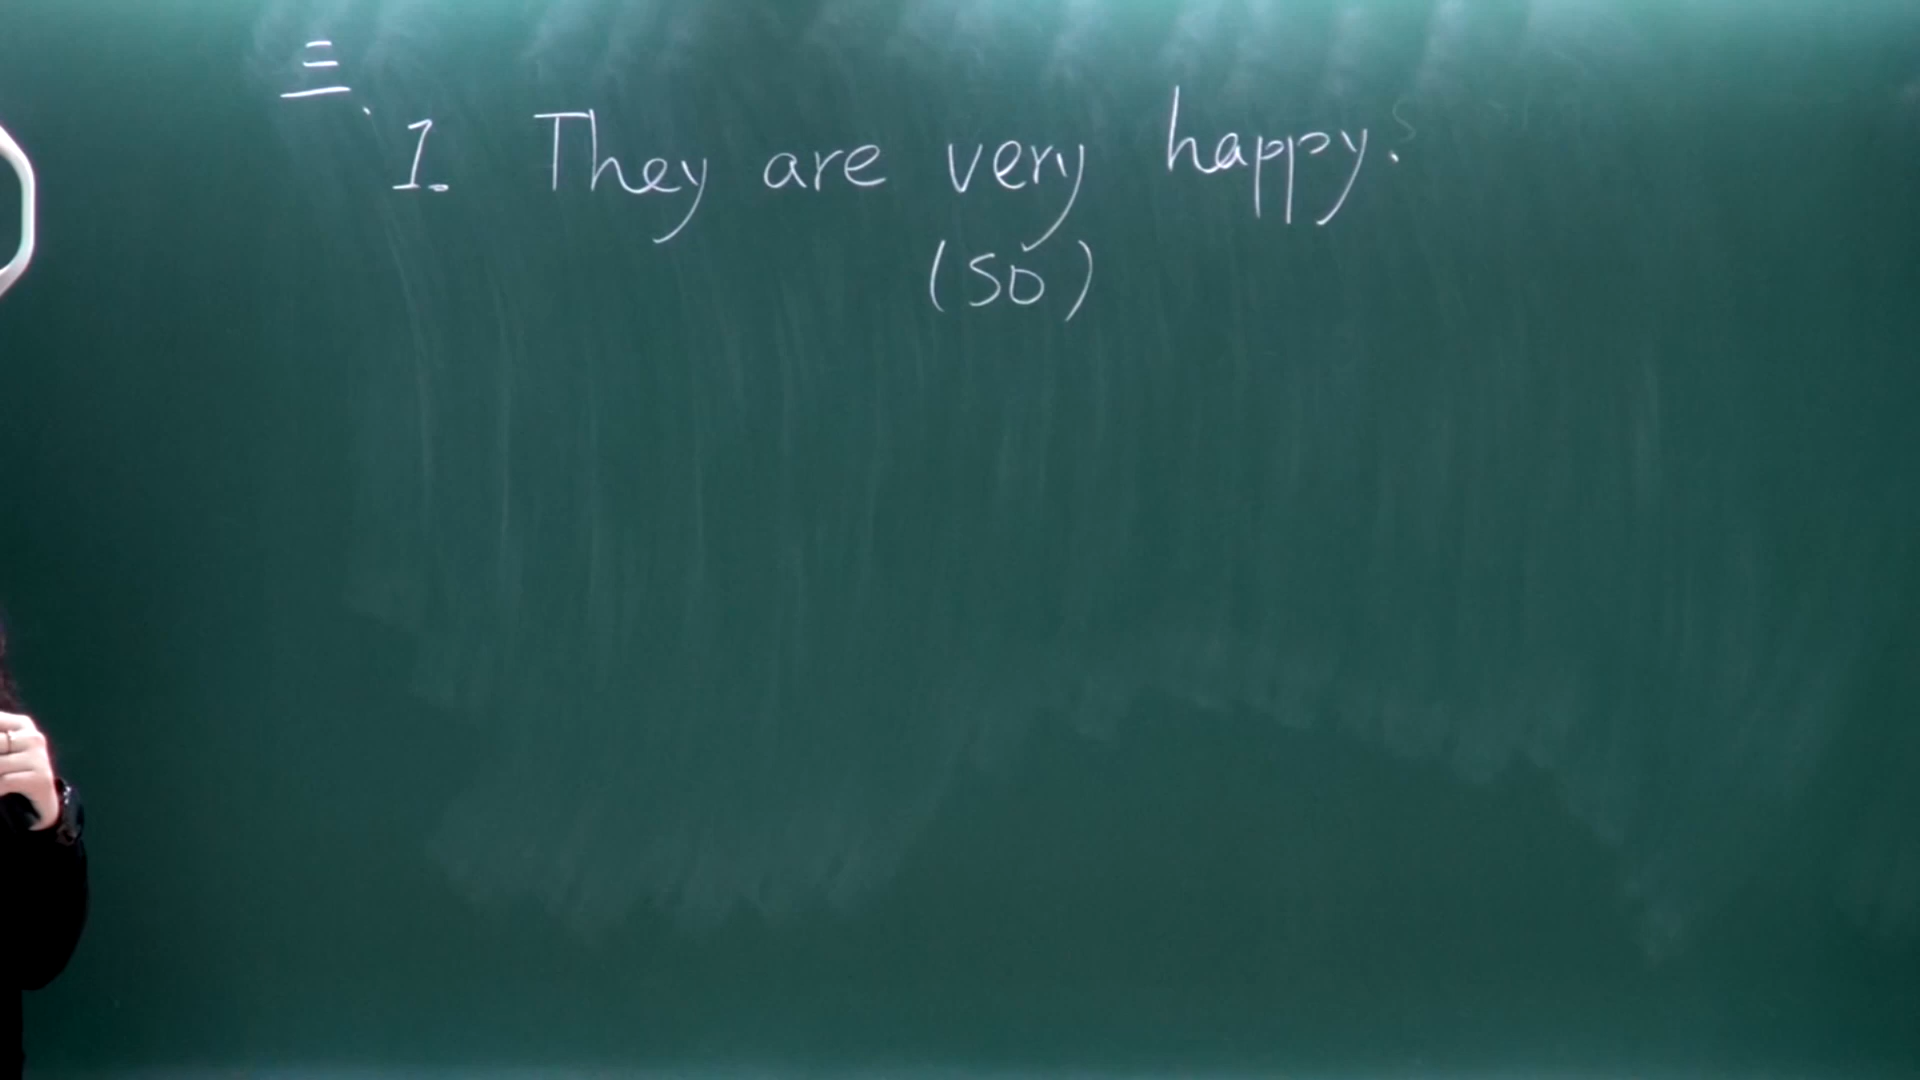 三、
1. They are very happy.
(so)